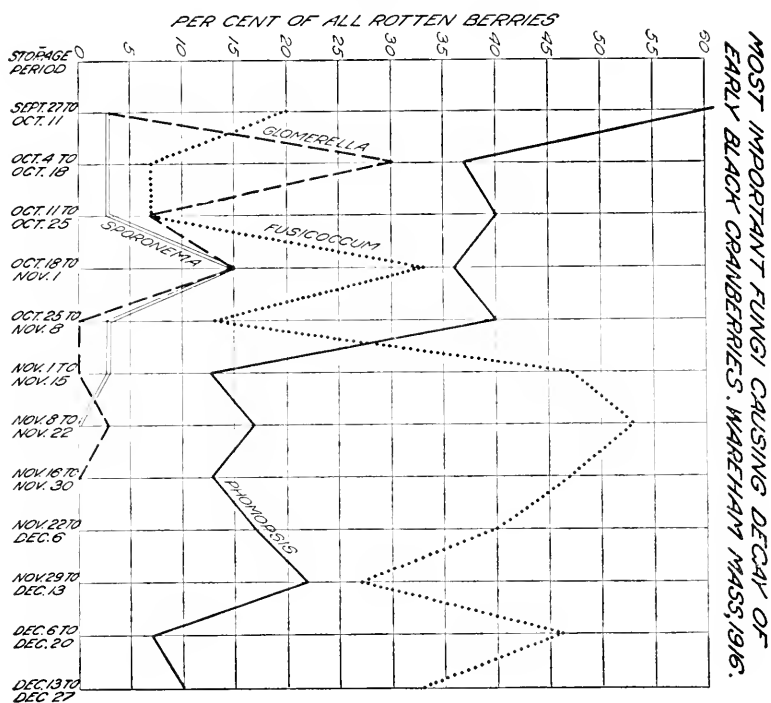 MOST IMPORTANT FUNGI CAUSING DECAY OF
EARLY BLACK CRANBERRIES. WAREHAM MASS, 1916.
PER CENT OF ALL ROTTEN BERRIES
0 5 10 15 20 25 30 35 40 45 50 55 60
STORAGE
PERIOD
SEPT. 27 TO
OCT. 11
OCT. 4 TO
OCT. 18
OCT. 11 TO
OCT. 25
OCT. 18 TO
NOV. 1
OCT. 25 TO
NOV. 8
NOV. 1 TO
NOV. 15
NOV. 8 TO
NOV. 22
NOV. 16 TO
NOV. 30
NOV. 22 TO
DEC. 6
NOV. 29 TO
DEC. 13
DEC. 6 TO
DEC. 20
DEC. 13 TO
DEC 27
GLOMERELLA
SPORONEMA
FUSICOCCUM
PHOMOPSIS